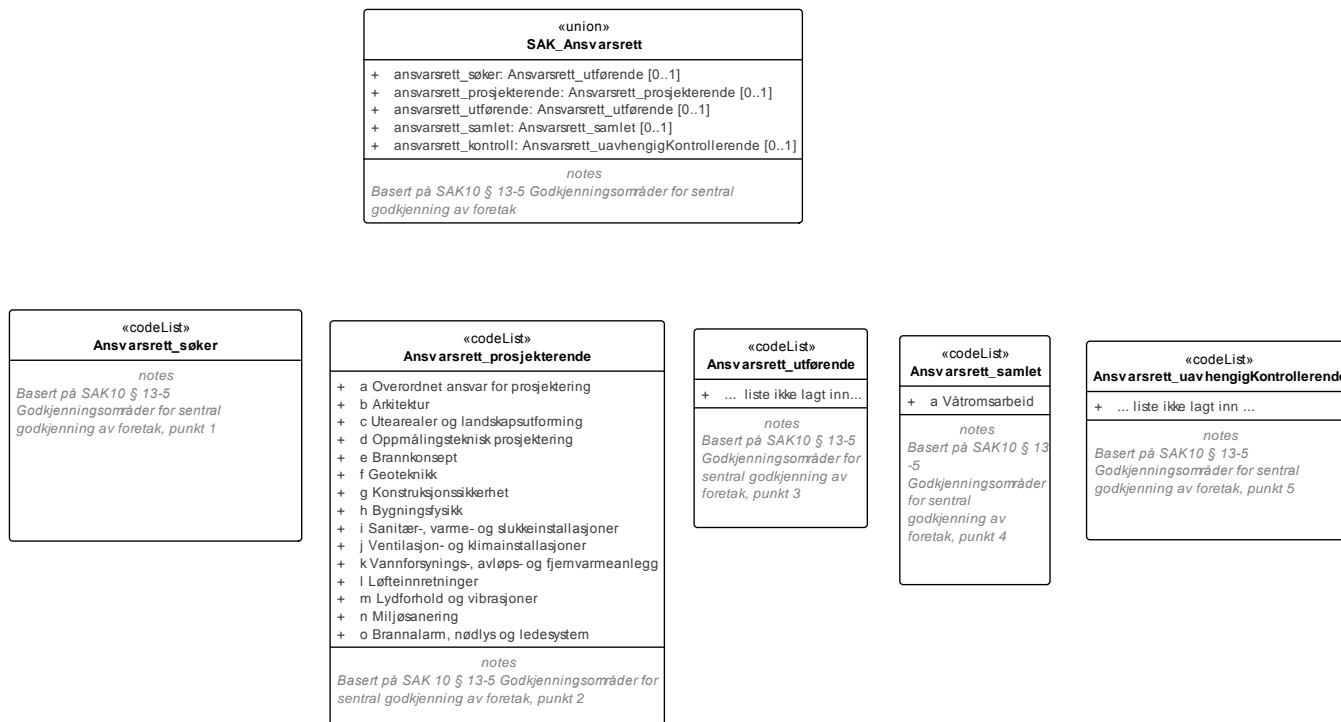 «union»
SAK_Ansvarsrett
+ ansvarsrett_søker: Ansvarsrett_utførende [0..1]
+ ansvarsrett_prosjekterende: Ansvarsrett_prosjekterende [0..1]
+ ansvarsrett_utførende: Ansvarsrett_utførende [0..1]
+ ansvarsrett_samlet: Ansvarsrett_samlet [0..1]
+ ansvarsrett_kontroll: Ansvarsrett_uavhengigKontrollerende [0..1]
notes
Basert på SAK10 § 13-5 Godkjenningsområder for sentral
godkjenning av foretak
«codeList»
Ansvarsrett_søker
notes
Basert på SAK10 § 13-5
Godkjenningsområder for sentral
godkjenning av foretak, punkt 1
«codeList»
Ansvarsrett_prosjekterende
+ a Overordnet ansvar for prosjektering
+ b Arkitektur
+ c Utearealer og landskapsutforming
+ d Oppmålingsteknisk prosjektering
+ e Brannkonsept
+ f Geoteknikk
+ g Konstruksjonssikkerhet
+ h Bygningsfysikk
+ i Sanitær-, varme- og slukkeinstallasjoner
+ j Ventilasjon- og klimainstallasjoner
+ k Vannforsynings-, avløps- og fjernvarmeanlegg
+ l Løfteinnretninger
+ m Lydforhold og vibrasjoner
+ n Miljøsanering
+ o Brannalarm, nødlys og ledesystem
notes
Basert på SAK 10 § 13-5 Godkjenningsområder for
sentral godkjenning av foretak, punkt 2
«codeList»
Ansvarsrett_utførende
+ ... liste ikke lagt inn...
notes
Basert på SAK10 § 13-5
Godkjenningsområder for
sentral godkjenning av
foretak, punkt 3
«codeList»
Ansvarsrett_samlet
+ a Våtromsarbeid
notes
Basert på SAK10 § 13
-5
Godkjenningsområder
for sentral
godkjenning av
foretak, punkt 4
«codeList»
Ansvarsrett_uavhengigKontrollerende
+ ... liste ikke lagt inn ...
notes
Basert på SAK10 § 13-5
Godkjenningsområder for sentral
godkjenning av foretak, punkt 5